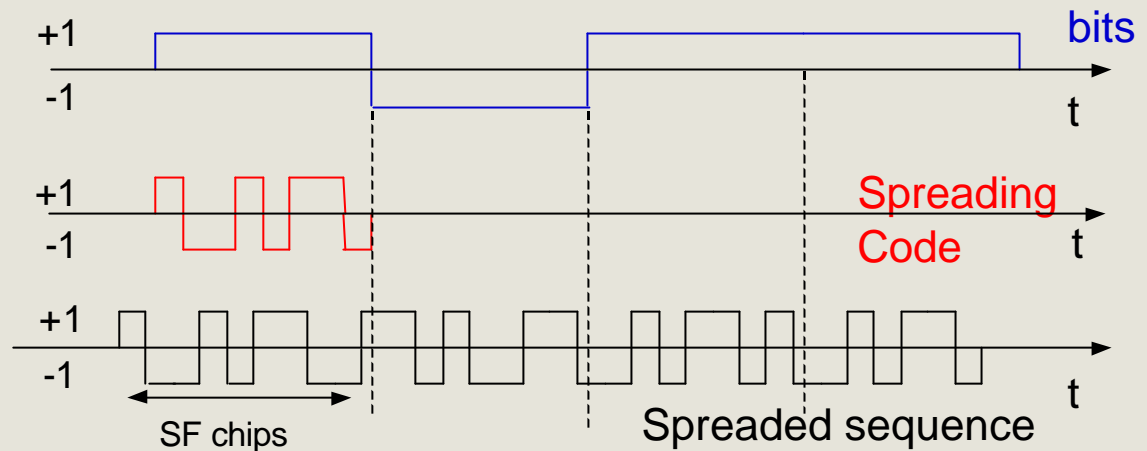 +1
bits
-1
t
+1
Spreading
-1
Code
t
+1
-1
t
SF chips
Spreaded sequence